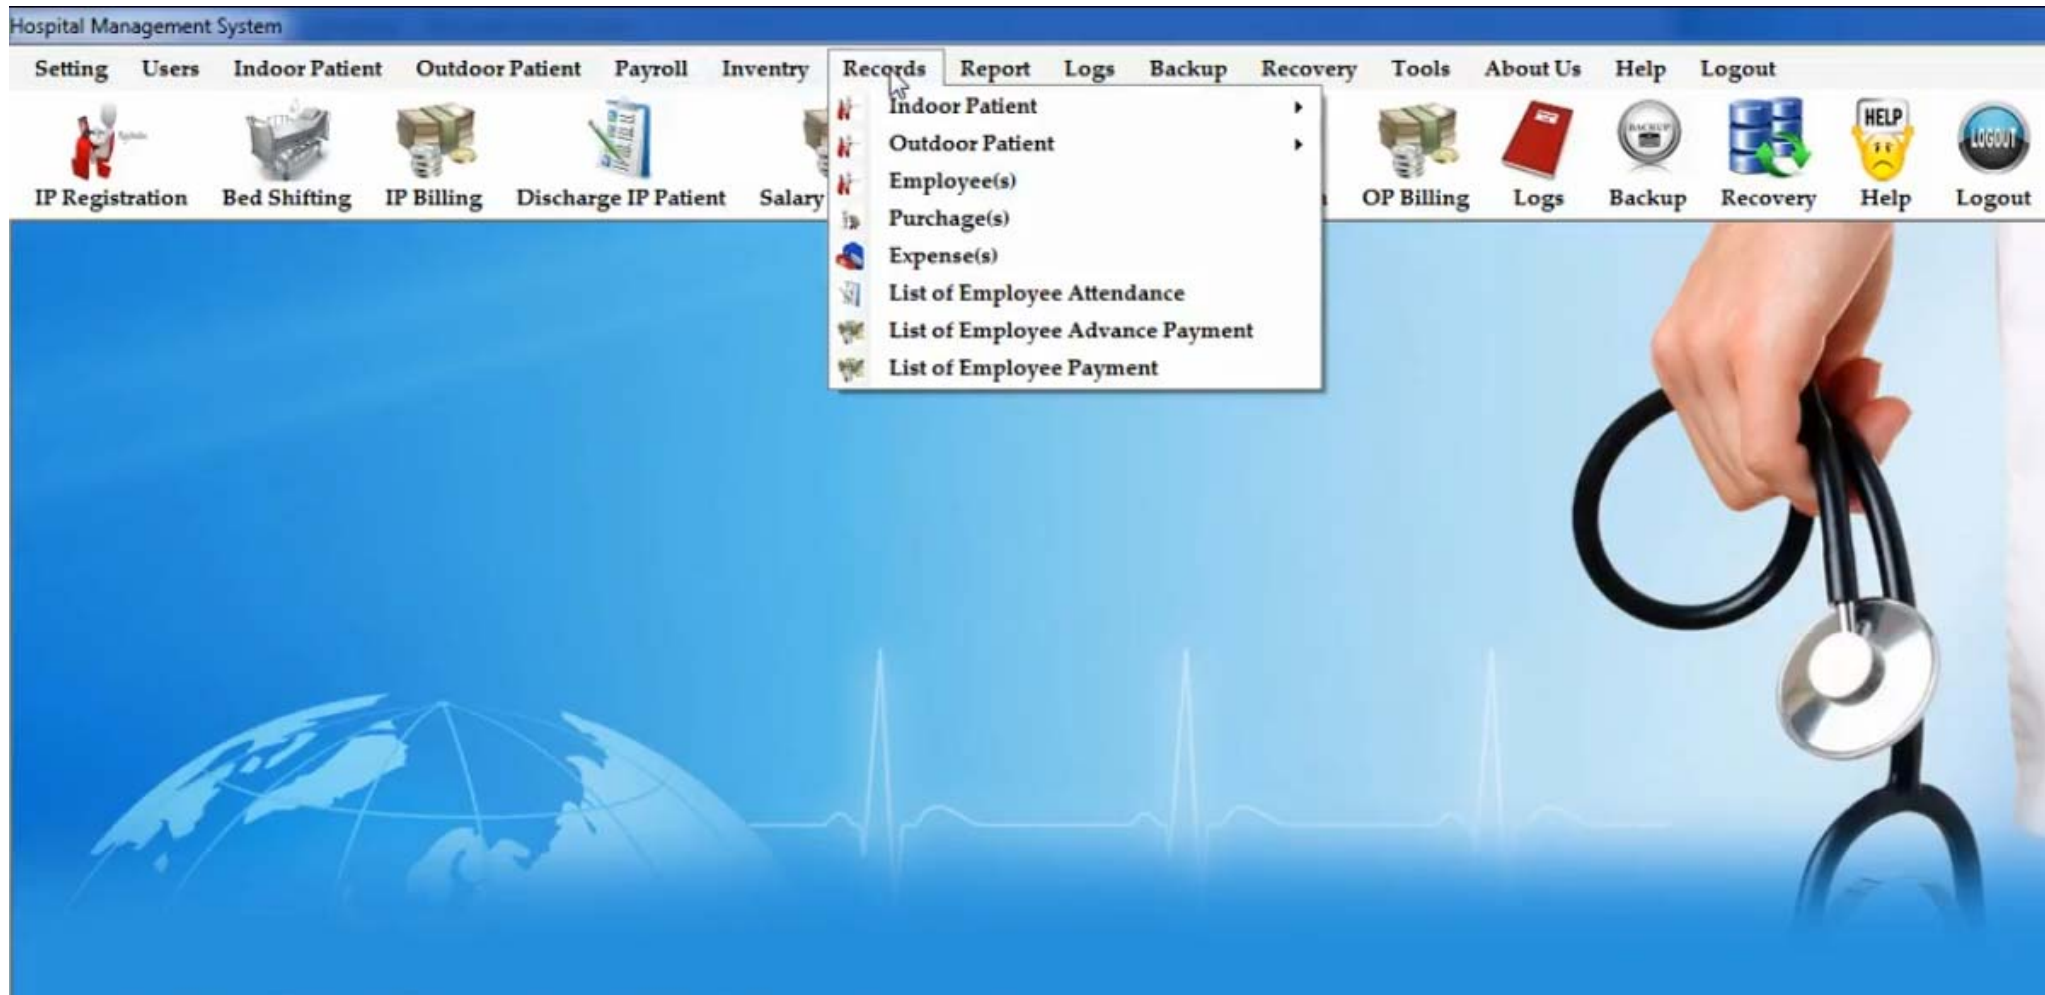 Hospital Management System
Setting Users Indoor Patient Outdoor Patient Payroll Inventry Records Report Logs Backup Recovery Tools About Us Help Logout
Indoor Patient
Outdoor Patient
Employee(s)
Purchage(s)
Expense(s)
List of Employee Attendance
List of Employee Advance Payment
List of Employee Payment
BACKUP HELP LOGOUT
IP Registration Bed Shifting IP Billing Discharge IP Patient Salary OP Billing Logs Backup Recovery Help Logout